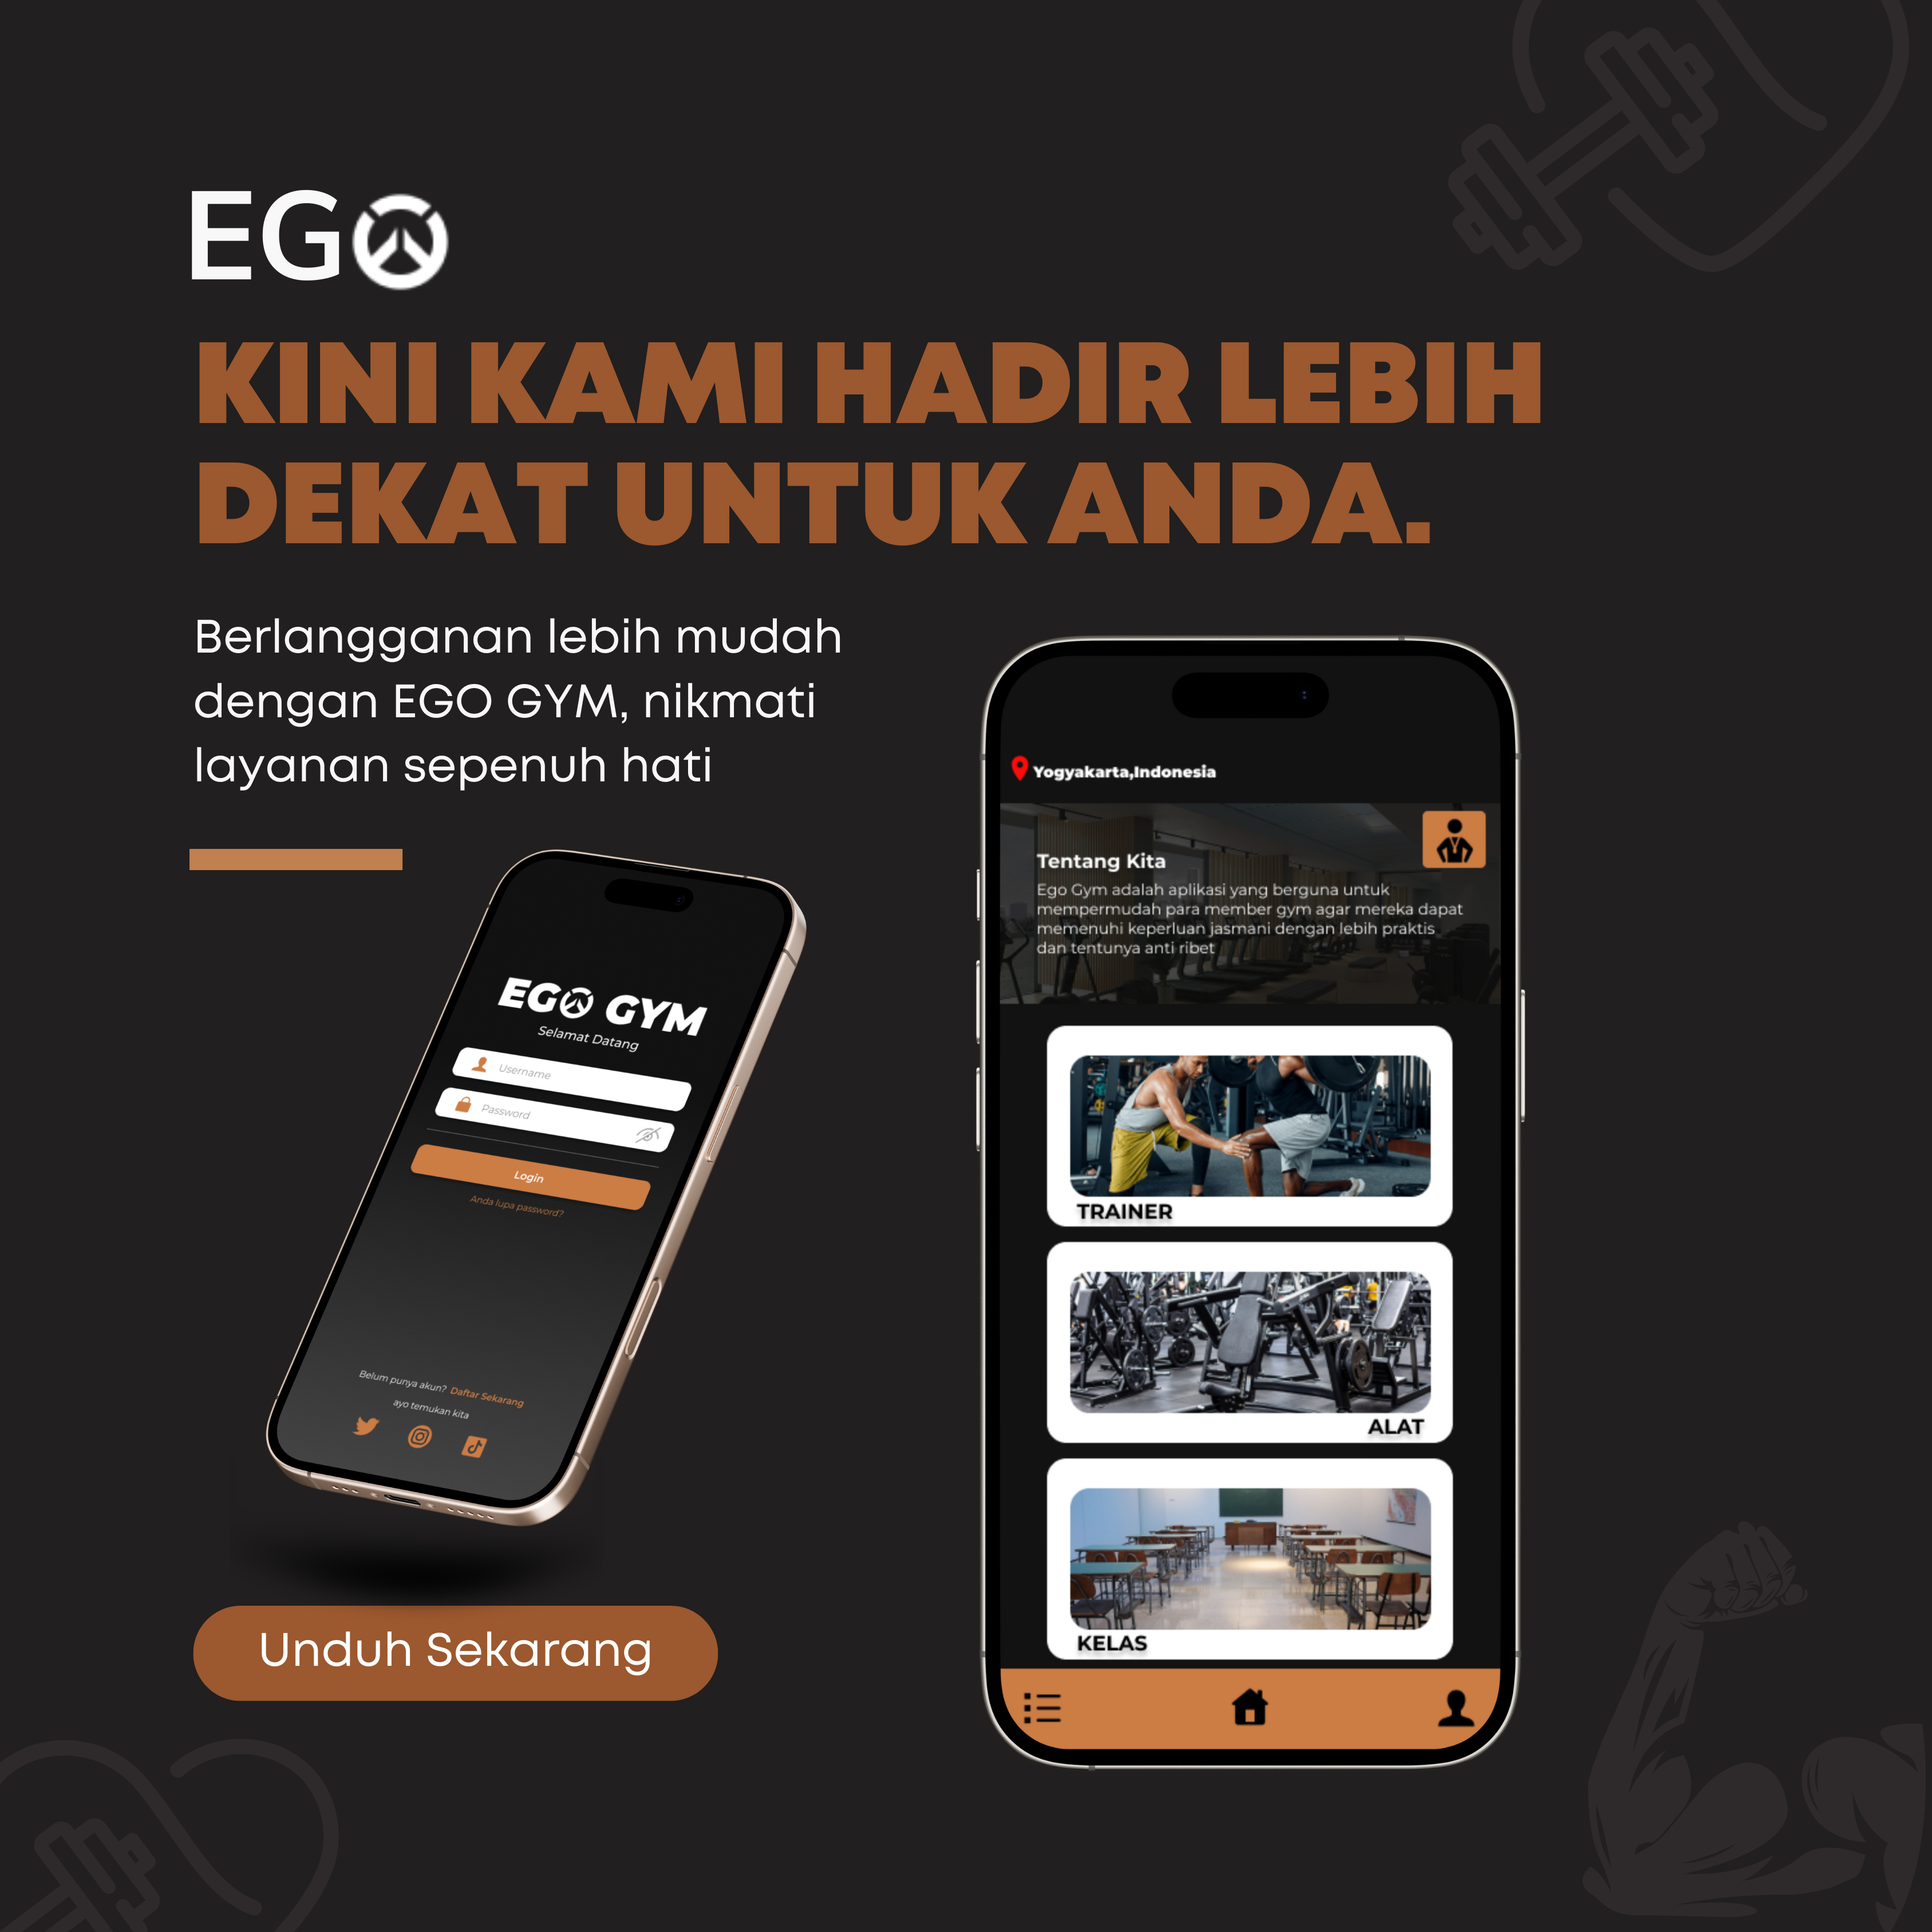 EGO
KINI KAMI HADIR LEBIH
DEKAT UNTUK ANDA.
Berlangganan lebih mudah
dengan EGO GYM, nikmati
layanan sepenuh hati
EGO GYM
Selamat Datang
Username
Password
Login
Anda lupa password?
Belum punya akun? Daftar Sekarang
ayo temukan kita
Unduh Sekarang
Yogyakarta,Indonesia
Tentang Kita
Ego Gym adalah aplikasi yang berguna untuk
mempermudah para member gym agar mereka dapat
memenuhi keperluan jasmani dengan lebih praktis
dan tentunya anti ribet
TRAINER
ALAT
KELAS